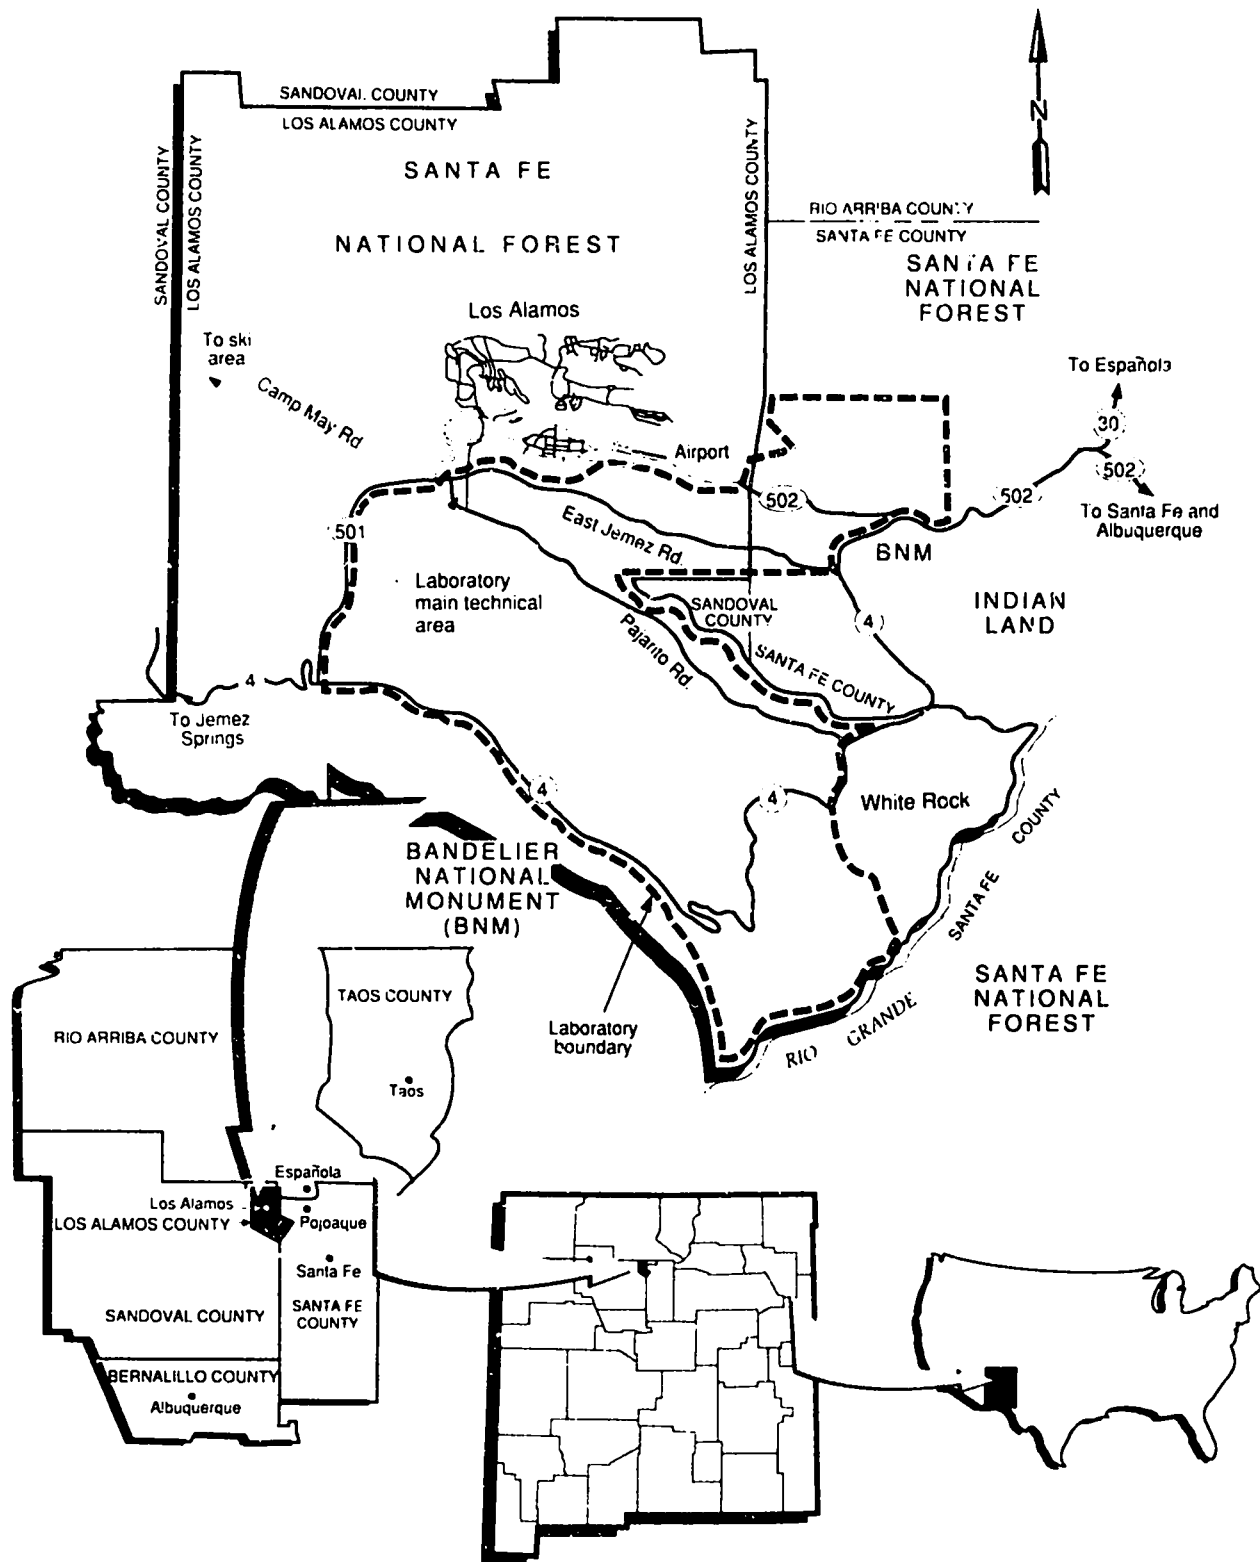 SANDOVAL COUNTY
LOS ALAMOS COUNTY
SANDOVAL COUNTY
LOS ALAMOS COUNTY
LOS ALAMOS COUNTY
SANTA FE
NATIONAL FOREST
N
RIO ARRIBA COUNTY
SANTA FE COUNTY
SANTA FE
NATIONAL
FOREST
Los Alamos
To ski
area
Camp May Rd
To Española
30
Airport
502
502
502
To Santa Fe and
Albuquerque
501
East Jemez Rd.
BNM
Laboratory
main technical
area
SANDOVAL
COUNTY
INDIAN
LAND
Pajarito Rd.
4
SANTA FE COUNTY
4
To Jemez
Springs
4
4
White Rock
SANTA FE COUNTY
BANDELIER
NATIONAL
MONUMENT
(BNM)
SANTA FE
NATIONAL
FOREST
Laboratory
boundary
RIO GRANDE
TAOS COUNTY
RIO ARRIBA COUNTY
Taos
Española
Los Alamos
LOS ALAMOS COUNTY
Pojoaque
Santa Fe
SANDOVAL COUNTY
SANTA FE
COUNTY
BERNALILLO COUNTY
Albuquerque